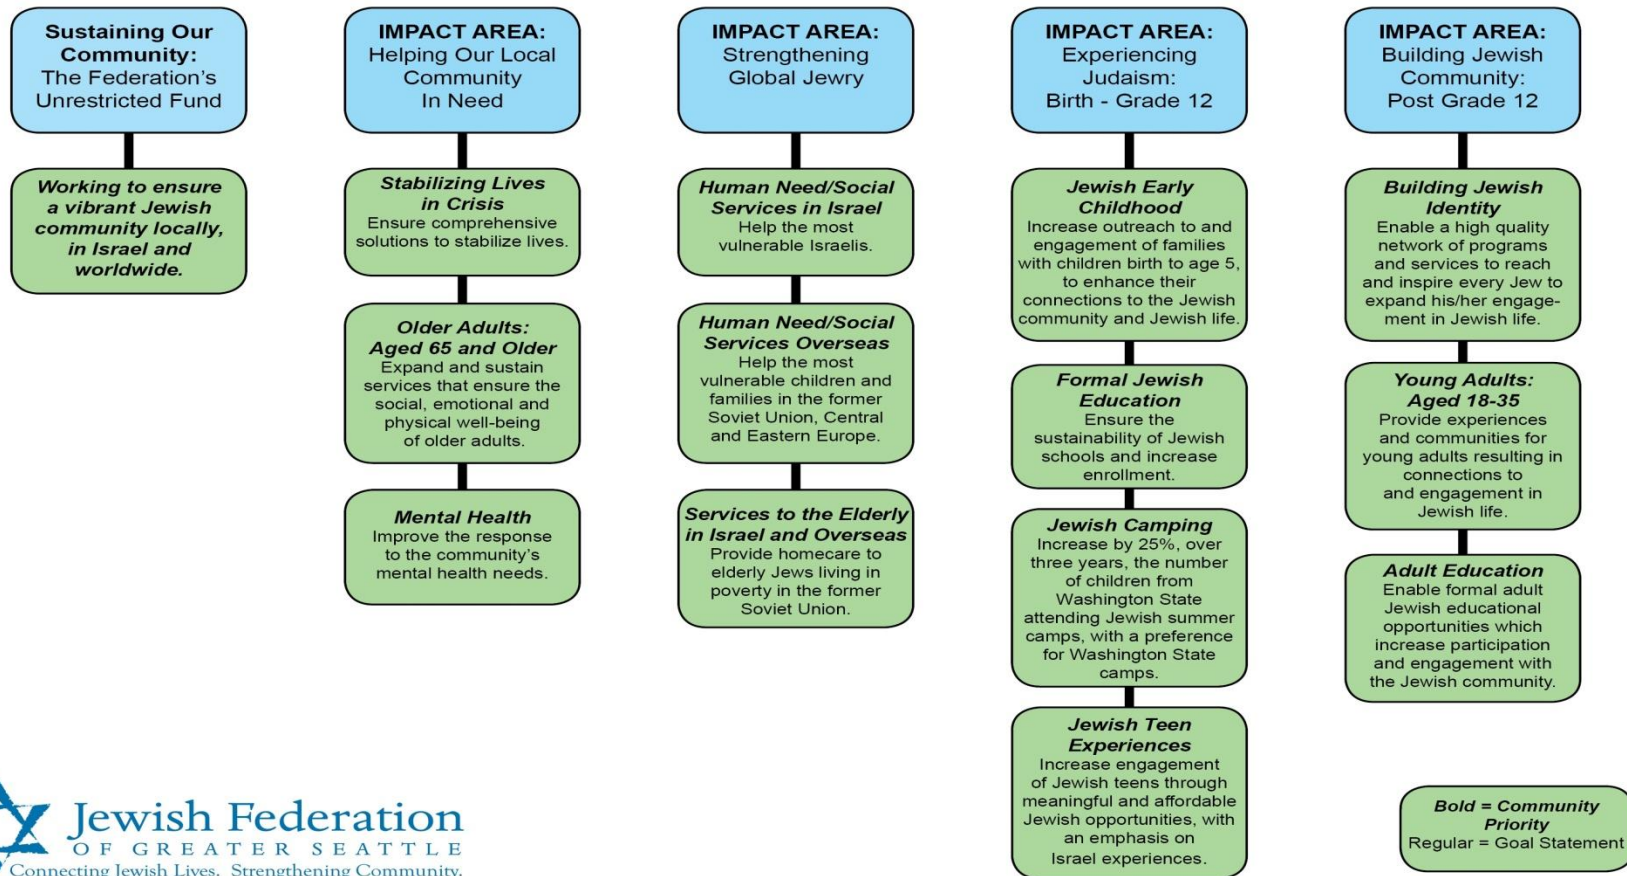 Sustaining Our
Community:
The Federation's
Unrestricted Fund
Working to ensure
a vibrant Jewish
community locally,
in Israel and
worldwide.
IMPACT AREA:
Helping Our Local
Community
In Need
Stabilizing Lives
in Crisis
Ensure comprehensive
solutions to stabilize lives.
Older Adults:
Aged 65 and Older
Expand and sustain
services that ensure the
social, emotional and
physical well-being
of older adults.
Mental Health
Improve the response
to the community's
mental health needs.
IMPACT AREA:
Strengthening
Global Jewry
Human Need/Social
Services in Israel
Help the most
vulnerable Israelis.
Human Need/Social
Services Overseas
Help the most
vulnerable children and
families in the former
Soviet Union, Central
and Eastern Europe.
Services to the Elderly
in Israel and Overseas
Provide homecare to
elderly Jews living in
poverty in the former
Soviet Union.
IMPACT AREA:
Experiencing
Judaism:
Birth - Grade 12
Jewish Early
Childhood
Increase outreach to and
engagement of families
with children birth to age 5,
to enhance their
connections to the Jewish
community and Jewish life.
Formal Jewish
Education
Ensure the
sustainability of Jewish
schools and increase
enrollment.
Jewish Camping
Increase by 25%, over
three years, the number
of children from
Washington State
attending Jewish summer
camps, with a preference
for Washington State
camps.
Jewish Teen
Experiences
Increase engagement
of Jewish teens through
meaningful and affordable
Jewish opportunities, with
an emphasis on
Israel experiences.
IMPACT AREA:
Building Jewish
Community:
Post Grade 12
Building Jewish
Identity
Enable a high quality
network of programs
and services to reach
and inspire every Jew to
expand his/her engage-
ment in Jewish life.
Young Adults:
Aged 18-35
Provide experiences
and communities for
young adults resulting in
connections to
and engagement in
Jewish life.
Adult Education
Enable formal adult
Jewish educational
opportunities which
increase participation
and engagement with
the Jewish community.
Jewish Federation
OF GREATER SEATTLE
Connecting Jewish Lives. Strengthening Community.
Bold = Community
Priority
Regular = Goal Statement